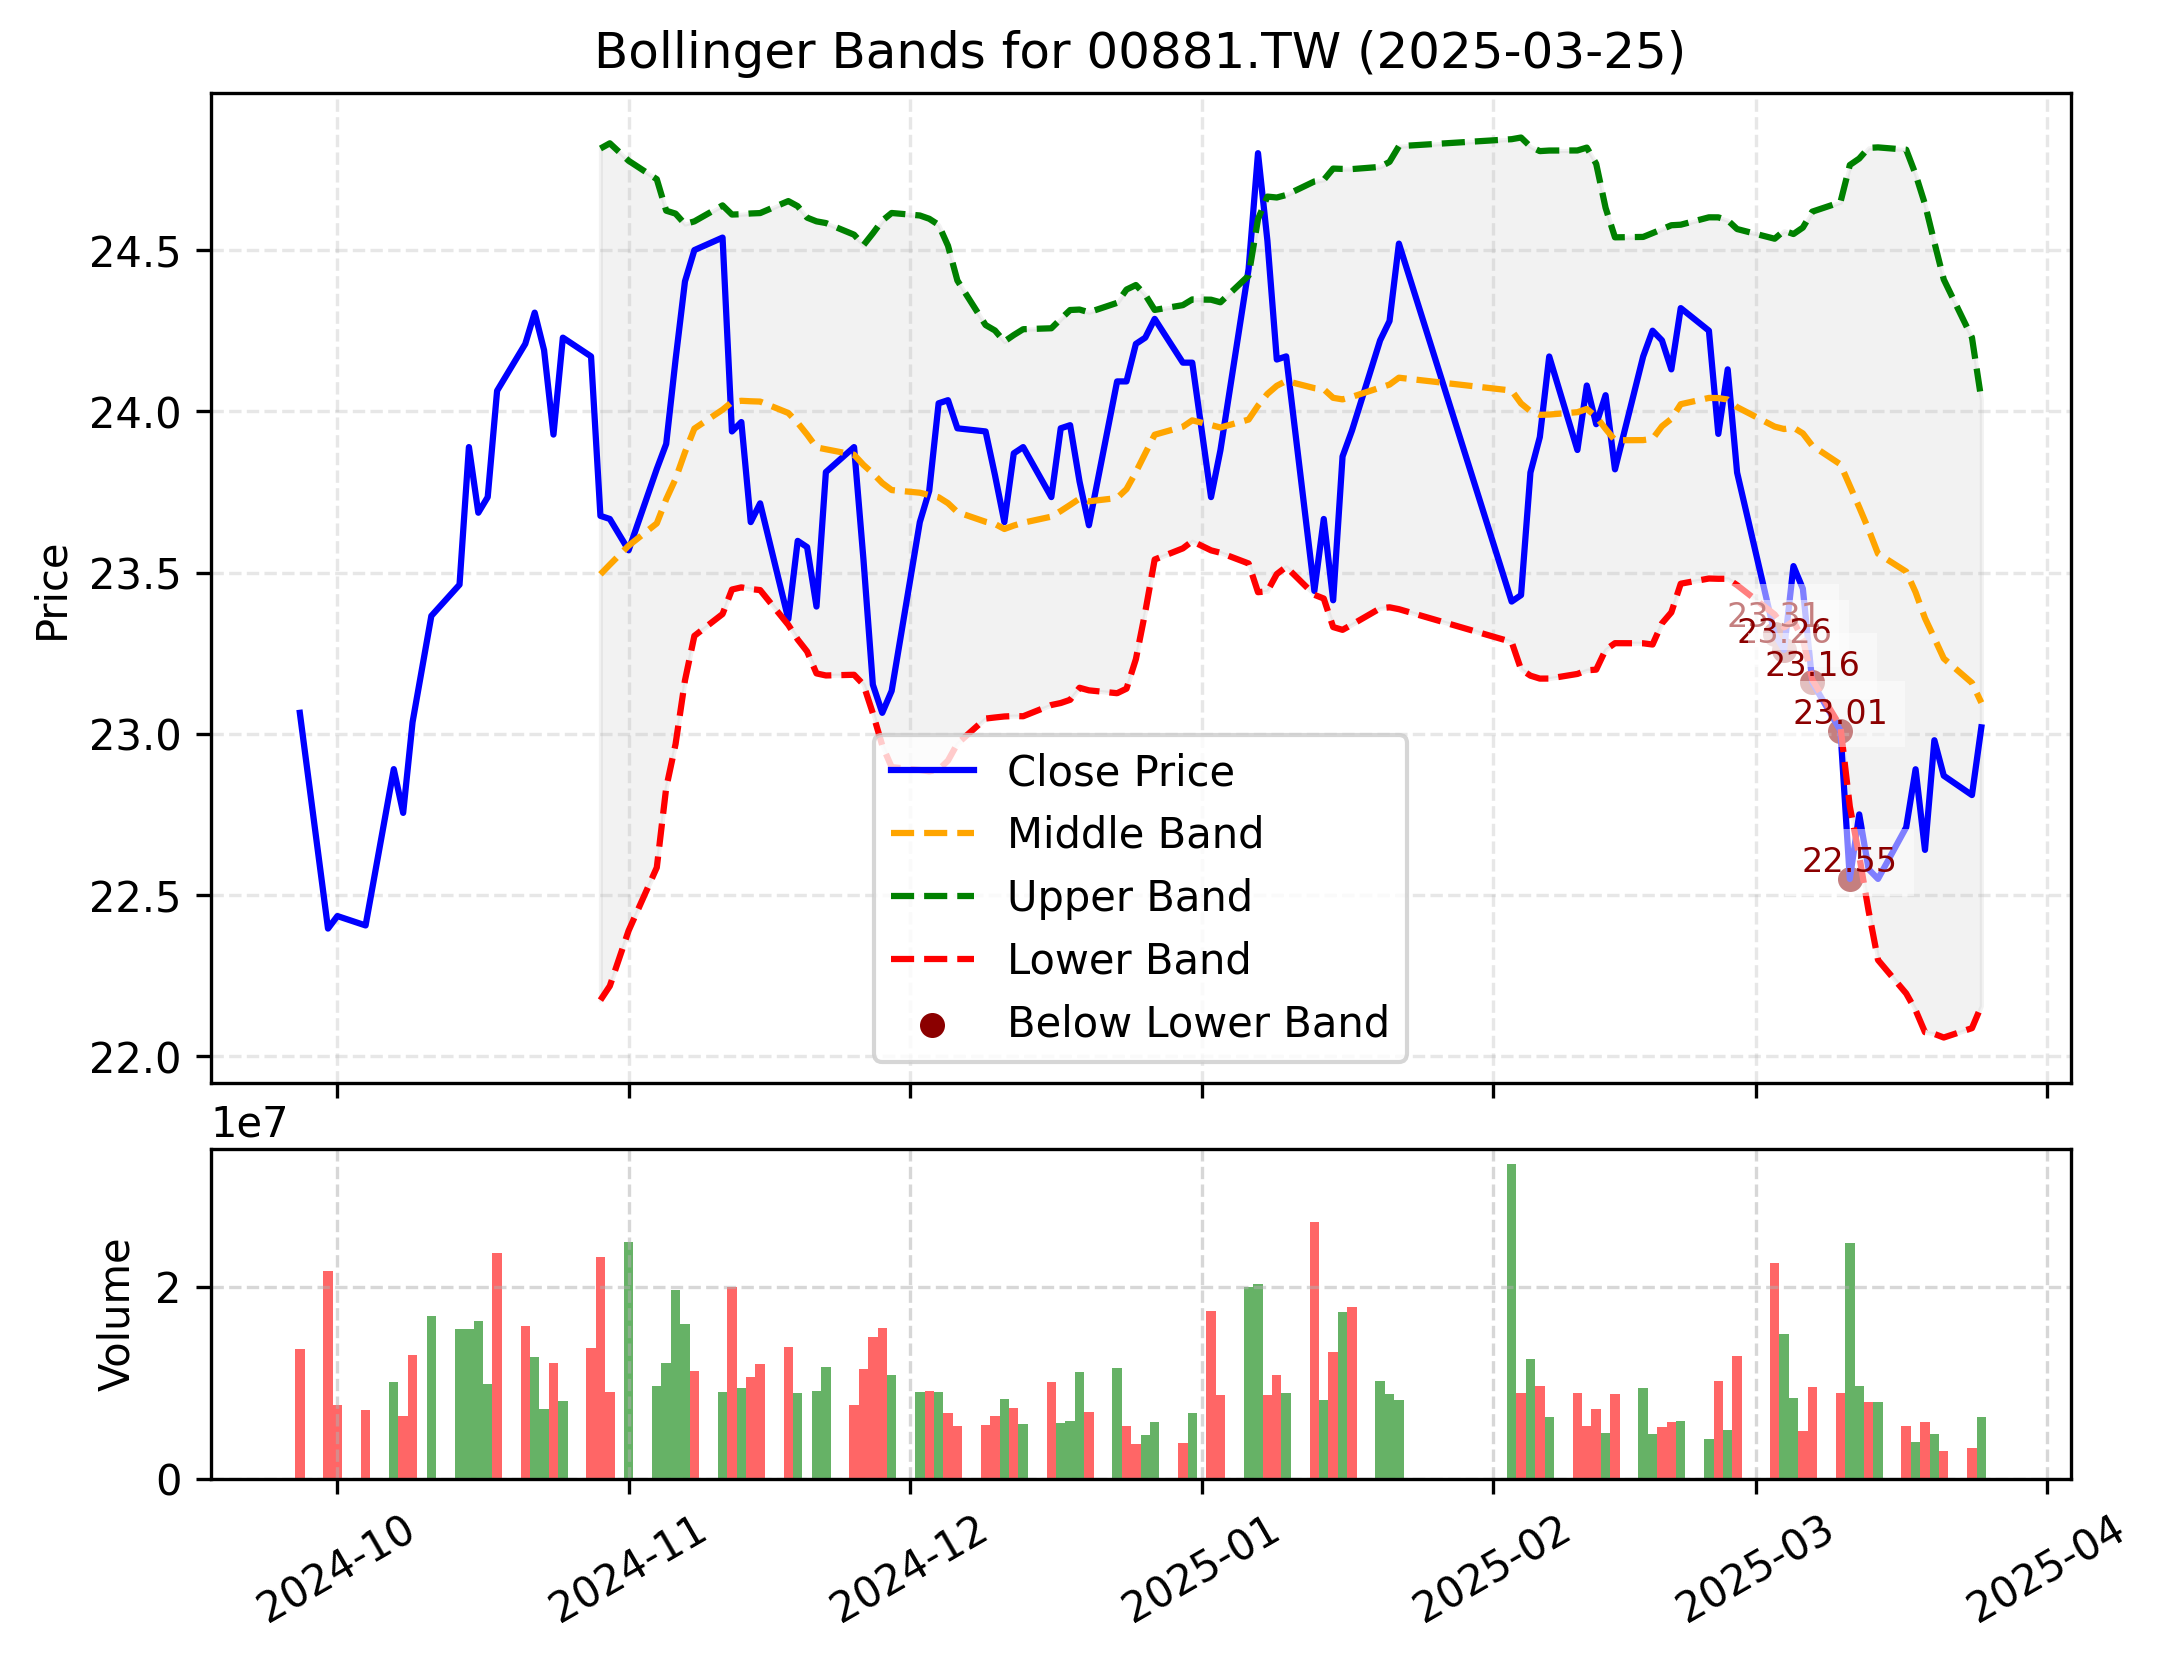 Bollinger Bands for 00881.TW (2025-03-25)
Price
24.5
24.0
23.5
23.0
22.5
22.0
23.31
23.26
23.16
23.01
22.55
Close Price
Middle Band
Upper Band
Lower Band
Below Lower Band
1e7
Volume
2
0
2024-10
2024-11
2024-12
2025-01
2025-02
2025-03
2025-04